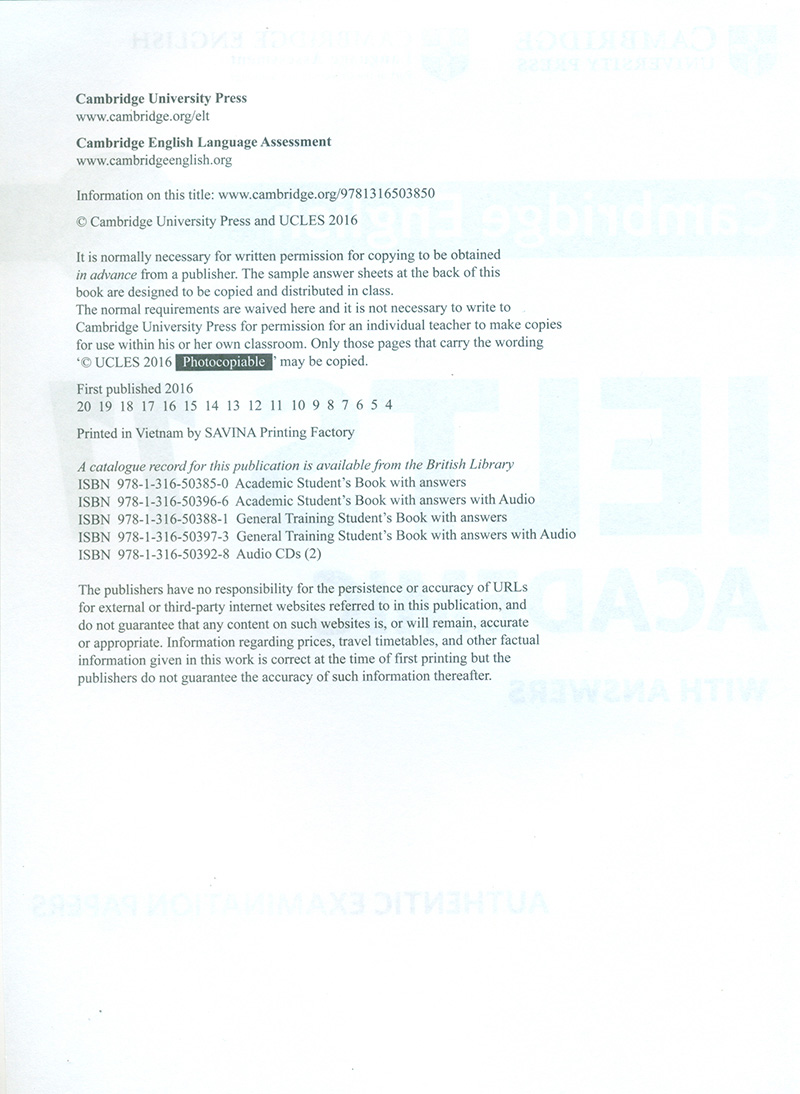 Cambridge University Press
www.cambridge.org/elt
Cambridge English Language Assessment
www.cambridgeenglish.org
Information on this title: www.cambridge.org/9781316503850
© Cambridge University Press and UCLES 2016
It is normally necessary for written permission for copying to be obtained
in advance from a publisher. The sample answer sheets at the back of this
book are designed to be copied and distributed in class.
The normal requirements are waived here and it is not necessary to write to
Cambridge University Press for permission for an individual teacher to make copies
for use within his or her own classroom. Only those pages that carry the wording
‘© UCLES 2016 Photocopiable ’ may be copied.
First published 2016
20 19 18 17 16 15 14 13 12 11 10 9 8 7 6 5 4
Printed in Vietnam by SAVINA Printing Factory
A catalogue record for this publication is available from the British Library
ISBN 978-1-316-50385-0 Academic Student’s Book with answers
ISBN 978-1-316-50396-6 Academic Student’s Book with answers with Audio
ISBN 978-1-316-50388-1 General Training Student’s Book with answers
ISBN 978-1-316-50397-3 General Training Student’s Book with answers with Audio
ISBN 978-1-316-50392-8 Audio CDs (2)
The publishers have no responsibility for the persistence or accuracy of URLs
for external or third-party internet websites referred to in this publication, and
do not guarantee that any content on such websites is, or will remain, accurate
or appropriate. Information regarding prices, travel timetables, and other factual
information given in this work is correct at the time of first printing but the
publishers do not guarantee the accuracy of such information thereafter.